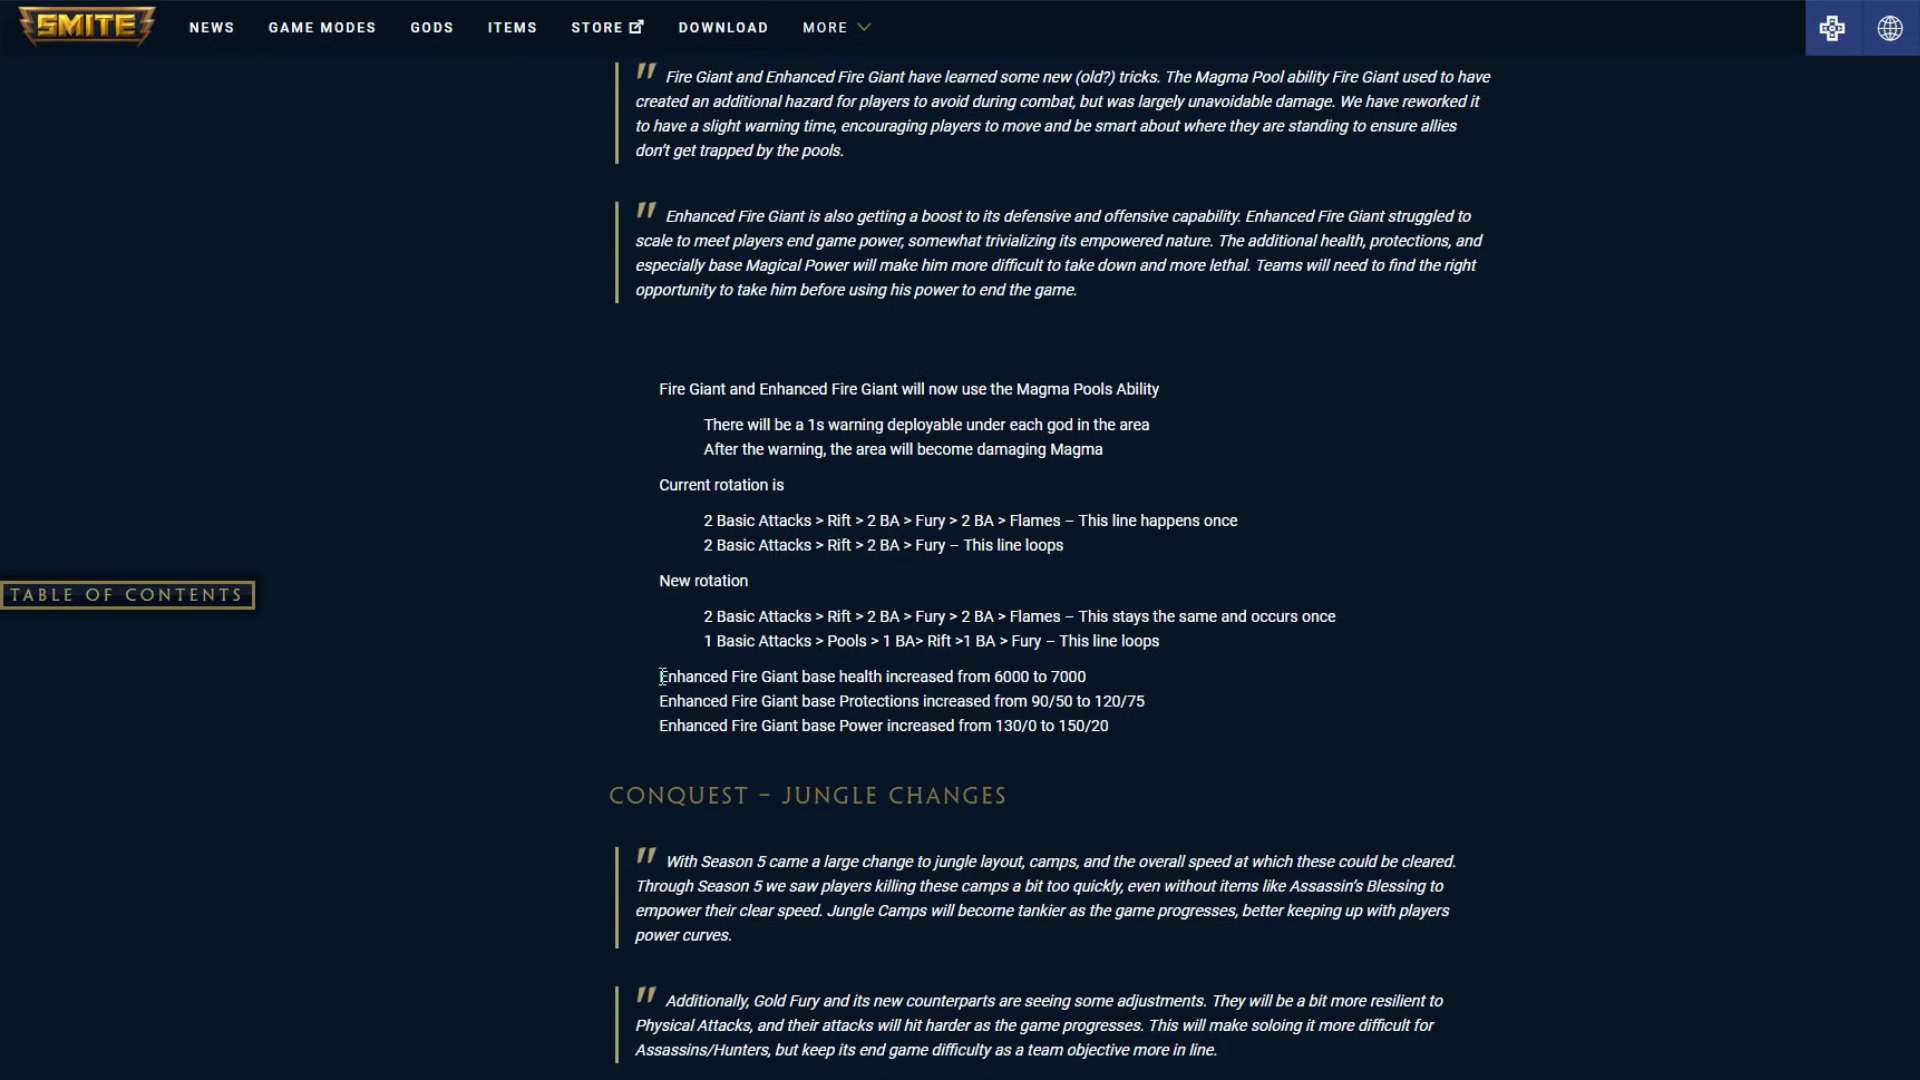 SMITE
NEWS
GAME MODES
GODS
ITEMS
STORE
DOWNLOAD
MORE
" Fire Giant and Enhanced Fire Giant have learned some new (old?) tricks. The Magma Pool ability Fire Giant used to have
created an additional hazard for players to avoid during combat, but was largely unavoidable damage. We have reworked it
to have a slight warning time, encouraging players to move and be smart about where they are standing to ensure allies
don't get trapped by the pools.
" Enhanced Fire Giant is also getting a boost to its defensive and offensive capability. Enhanced Fire Giant struggled to
scale to meet players end game power, somewhat trivializing its empowered nature. The additional health, protections, and
especially base Magical Power will make him more difficult to take down and more lethal. Teams will need to find the right
opportunity to take him before using his power to end the game.
Fire Giant and Enhanced Fire Giant will now use the Magma Pools Ability
There will be a 1s warning deployable under each god in the area
After the warning, the area will become damaging Magma
Current rotation is
2 Basic Attacks > Rift > 2 BA > Fury > 2 BA > Flames – This line happens once
2 Basic Attacks > Rift > 2 BA > Fury – This line loops
New rotation
2 Basic Attacks > Rift > 2 BA > Fury > 2 BA > Flames – This stays the same and occurs once
1 Basic Attacks > Pools > 1 BA> Rift >1 BA > Fury – This line loops
TABLE OF CONTENTS
Enhanced Fire Giant base health increased from 6000 to 7000
Enhanced Fire Giant base Protections increased from 90/50 to 120/75
Enhanced Fire Giant base Power increased from 130/0 to 150/20
CONQUEST – JUNGLE CHANGES
" With Season 5 came a large change to jungle layout, camps, and the overall speed at which these could be cleared.
Through Season 5 we saw players killing these camps a bit too quickly, even without items like Assassin's Blessing to
empower their clear speed. Jungle Camps will become tankier as the game progresses, better keeping up with players
power curves.
" Additionally, Gold Fury and its new counterparts are seeing some adjustments. They will be a bit more resilient to
Physical Attacks, and their attacks will hit harder as the game progresses. This will make soloing it more difficult for
Assassins/Hunters, but keep its end game difficulty as a team objective more in line.